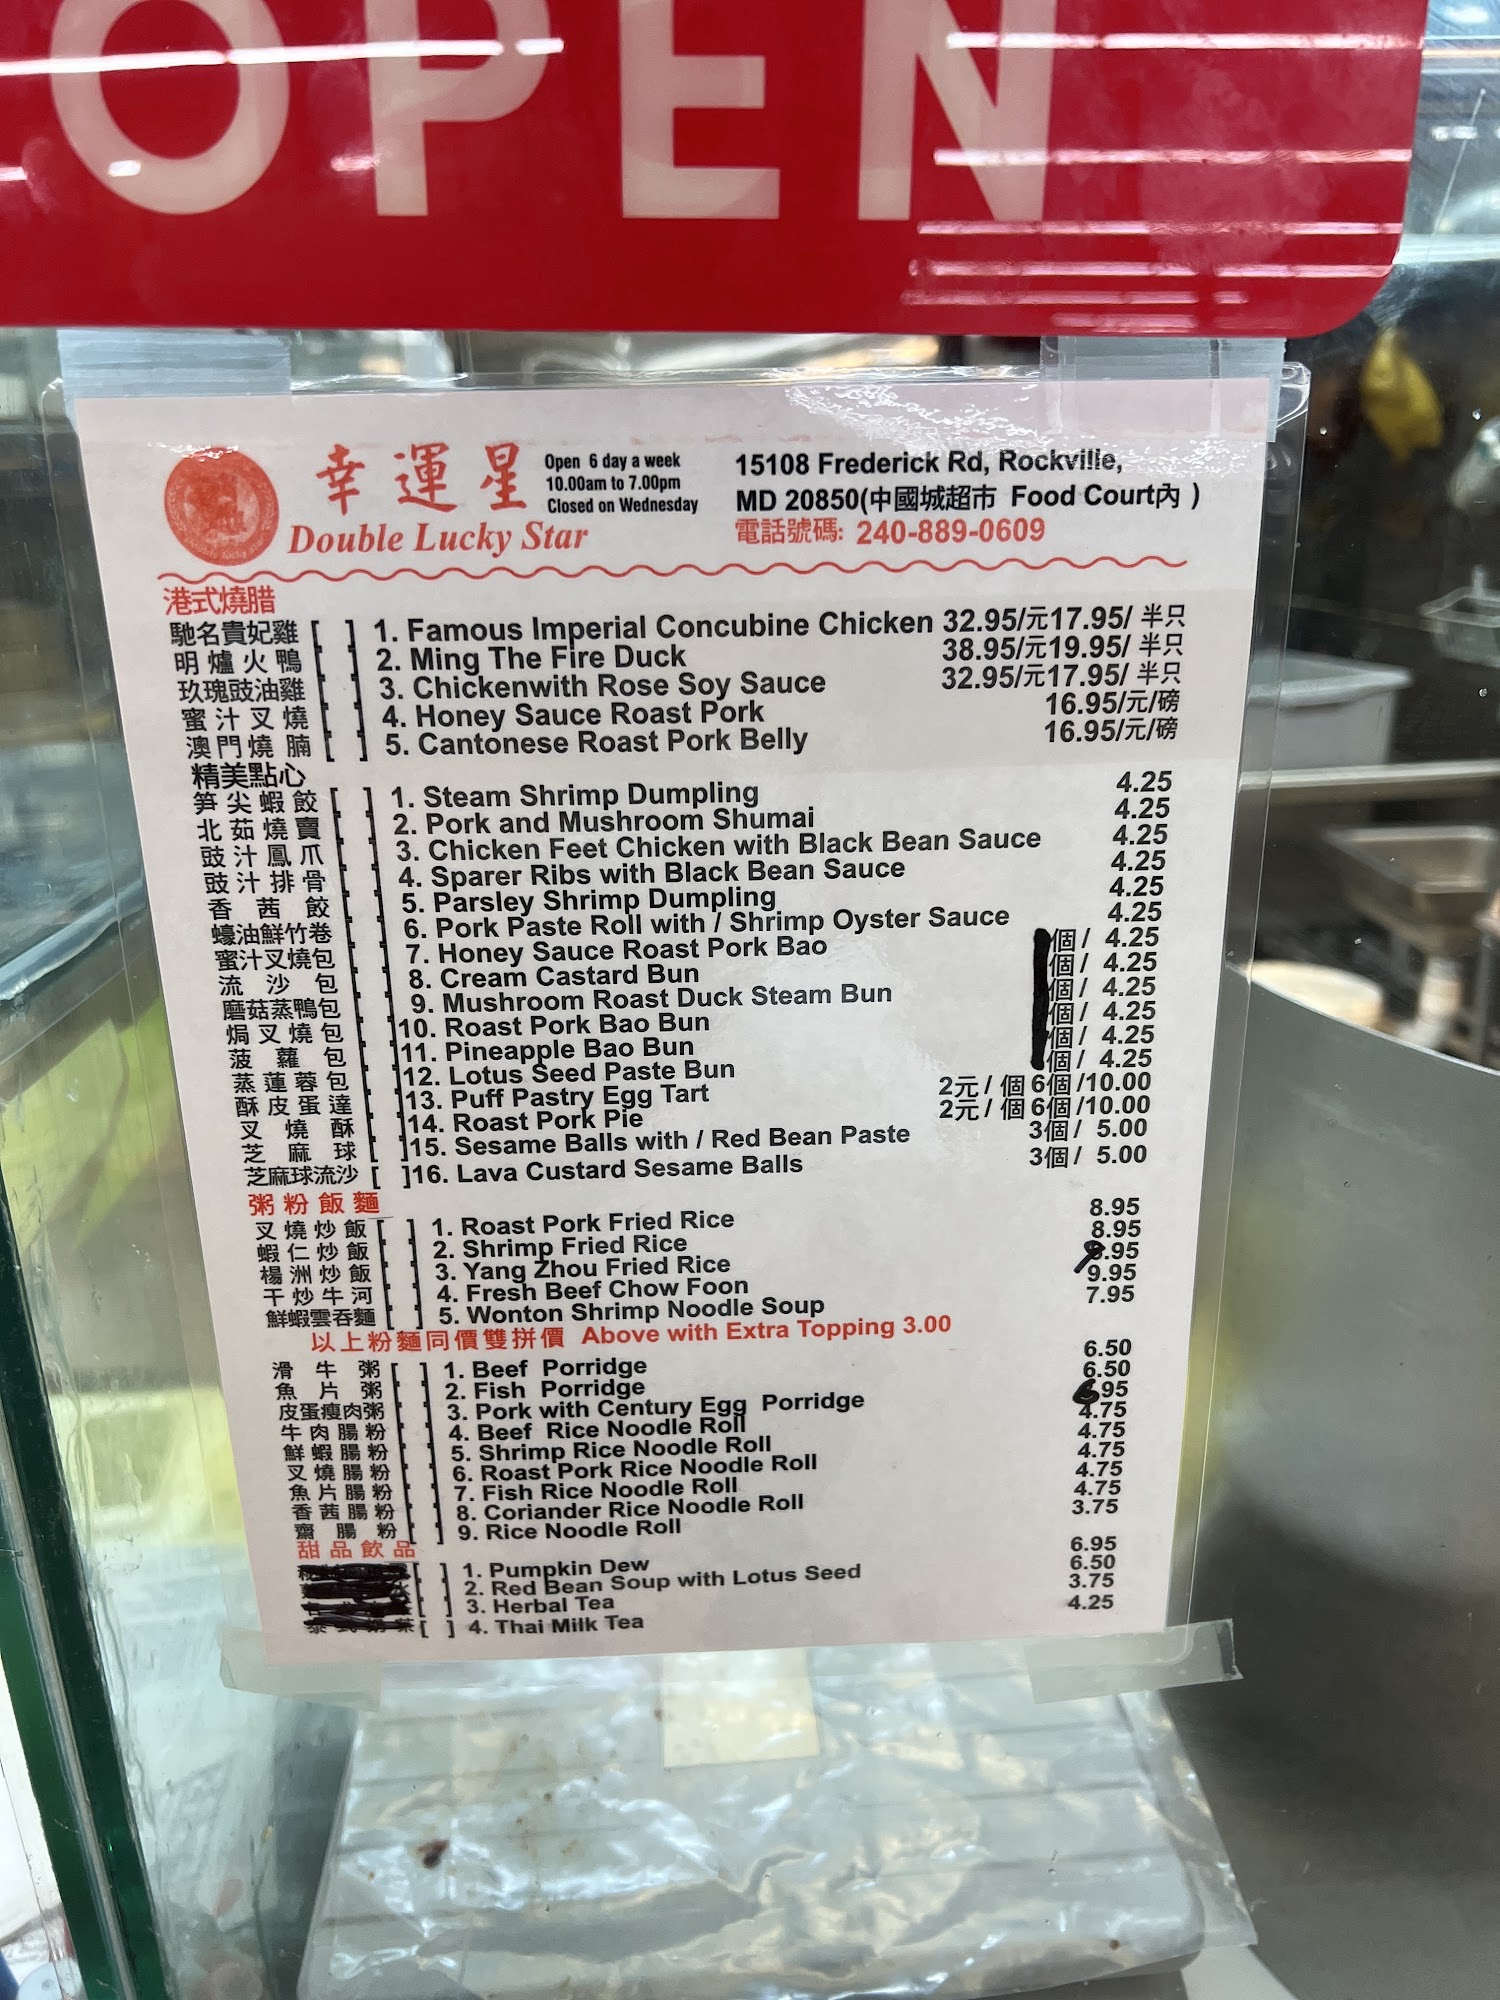 OPEN
幸運星
Double Lucky Star
Open 6 day a week
10.00am to 7.00pm
Closed on Wednesday
15108 Frederick Rd, Rockville,
MD 20850(中國城超市 Food Court內 )
電話號碼: 240-889-0609
港式燒腊
馳名貴妃雞 [ ] 1. Famous Imperial Concubine Chicken 32.95/元17.95/ 半只
明爐火鴨 [ ] 2. Ming The Fire Duck 38.95/元19.95/ 半只
玖瑰豉油雞 [ ] 3. Chickenwith Rose Soy Sauce 32.95/元17.95/ 半只
蜜汁叉燒 [ ] 4. Honey Sauce Roast Pork 16.95/元/磅
澳門燒腩 [ ] 5. Cantonese Roast Pork Belly 16.95/元/磅
精美點心
笋尖蝦餃 [ ] 1. Steam Shrimp Dumpling 4.25
北茹燒賣 [ ] 2. Pork and Mushroom Shumai 4.25
豉汁鳳爪 [ ] 3. Chicken Feet Chicken with Black Bean Sauce 4.25
豉汁排骨 [ ] 4. Sparer Ribs with Black Bean Sauce 4.25
香茜餃 [ ] 5. Parsley Shrimp Dumpling 4.25
蠔油鮮竹卷 [ ] 6. Pork Paste Roll with / Shrimp Oyster Sauce 4.25
蜜汁叉燒包 [ ] 7. Honey Sauce Roast Pork Bao 個/ 4.25
流沙包 [ ] 8. Cream Castard Bun 個/ 4.25
磨菇蒸鴨包 [ ] 9. Mushroom Roast Duck Steam Bun 個/ 4.25
焗叉燒包 [ ]10. Roast Pork Bao Bun 個/ 4.25
菠蘿包 [ ]11. Pineapple Bao Bun 個/ 4.25
蒸蓮蓉包 [ ]12. Lotus Seed Paste Bun 個/ 4.25
酥皮蛋達 [ ]13. Puff Pastry Egg Tart 2元/ 個 6個/10.00
叉燒酥 [ ]14. Roast Pork Pie 2元/ 個 6個/10.00
芝麻球 [ ]15. Sesame Balls with / Red Bean Paste 3個/ 5.00
芝麻球流沙 [ ]16. Lava Custard Sesame Balls 3個/ 5.00
粥粉飯麵
叉燒炒飯 [ ] 1. Roast Pork Fried Rice 8.95
蝦仁炒飯 [ ] 2. Shrimp Fried Rice 8.95
楊洲炒飯 [ ] 3. Yang Zhou Fried Rice 9.95
干炒牛河 [ ] 4. Fresh Beef Chow Foon 9.95
鮮蝦雲吞麵 [ ] 5. Wonton Shrimp Noodle Soup 7.95
以上粉麵同價雙拼價 Above with Extra Topping 3.00
滑牛粥 [ ] 1. Beef Porridge 6.50
魚片粥 [ ] 2. Fish Porridge 6.50
皮蛋瘦肉粥 [ ] 3. Pork with Century Egg Porridge 6.95
牛肉腸粉 [ ] 4. Beef Rice Noodle Roll 4.75
鮮蝦腸粉 [ ] 5. Shrimp Rice Noodle Roll 4.75
叉燒腸粉 [ ] 6. Roast Pork Rice Noodle Roll 4.75
魚片腸粉 [ ] 7. Fish Rice Noodle Roll 4.75
香茜腸粉 [ ] 8. Coriander Rice Noodle Roll 4.75
齋腸粉 [ ] 9. Rice Noodle Roll 3.75
甜品飲品
[ ] 1. Pumpkin Dew 6.95
[ ] 2. Red Bean Soup with Lotus Seed 6.50
[ ] 3. Herbal Tea 3.75
[ ] 4. Thai Milk Tea 4.25